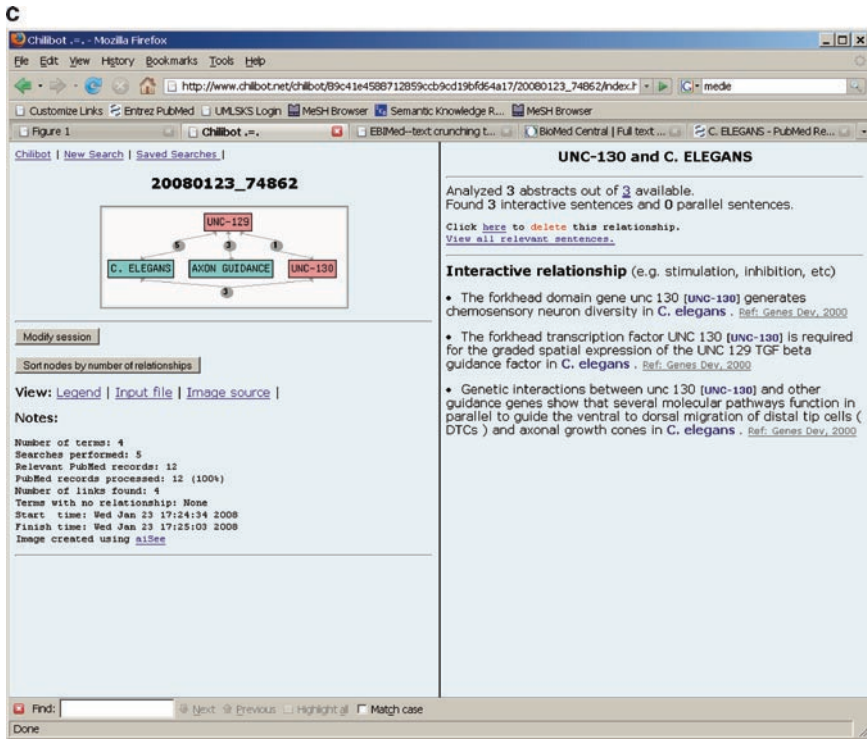 C
Chilibot .=. - Mozilla Firefox
File Edit View History Bookmarks Tools Help
http://www.chilibot.net/chilibot/89c41e4588712859ccb9cd19bfd64a17/20080123_74862/index.h
G mede
Customize Links Entrez PubMed UMLSKS Login MeSH Browser Semantic Knowledge R... MeSH Browser
Figure 1 Chilibot .=. EBIMed--text crunching t... BioMed Central | Full text ... C. ELEGANS - PubMed Re...
Chilibot | New Search | Saved Searches |
20080123_74862
UNC-129
5 3 1
C. ELEGANS AXON GUIDANCE UNC-130
3
Modify session
Sort nodes by number of relationships
View: Legend | Input file | Image source |
Notes:
Number of terms: 4
Searches performed: 5
Relevant PubMed records: 12
PubMed records processed: 12 (100%)
Number of links found: 4
Terms with no relationship: None
Start time: Wed Jan 23 17:24:34 2008
Finish time: Wed Jan 23 17:25:03 2008
Image created using aiSee
UNC-130 and C. ELEGANS
Analyzed 3 abstracts out of 3 available.
Found 3 interactive sentences and 0 parallel sentences.
Click here to delete this relationship.
View all relevant sentences.
Interactive relationship (e.g. stimulation, inhibition, etc)
• The forkhead domain gene unc 130 [UNC-130] generates
chemosensory neuron diversity in C. elegans . Ref: Genes Dev, 2000
• The forkhead transcription factor UNC 130 [UNC-130] is required
for the graded spatial expression of the UNC 129 TGF beta
guidance factor in C. elegans . Ref: Genes Dev, 2000
• Genetic interactions between unc 130 [UNC-130] and other
guidance genes show that several molecular pathways function in
parallel to guide the ventral to dorsal migration of distal tip cells (
DTCs ) and axonal growth cones in C. elegans . Ref: Genes Dev, 2000
Find: Next Previous Highlight all Match case
Done